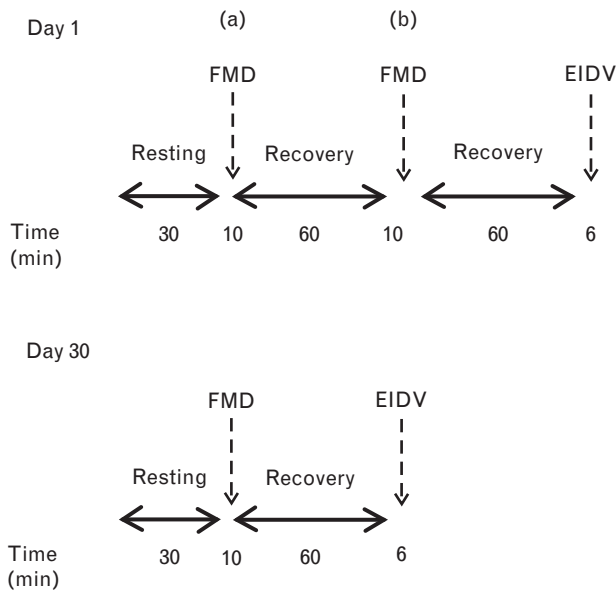 Day 1
(a) (b)
FMD FMD EIDV
Resting Recovery Recovery
Time (min) 30 10 60 10 60 6
Day 30
FMD EIDV
Resting Recovery
Time (min) 30 10 60 6